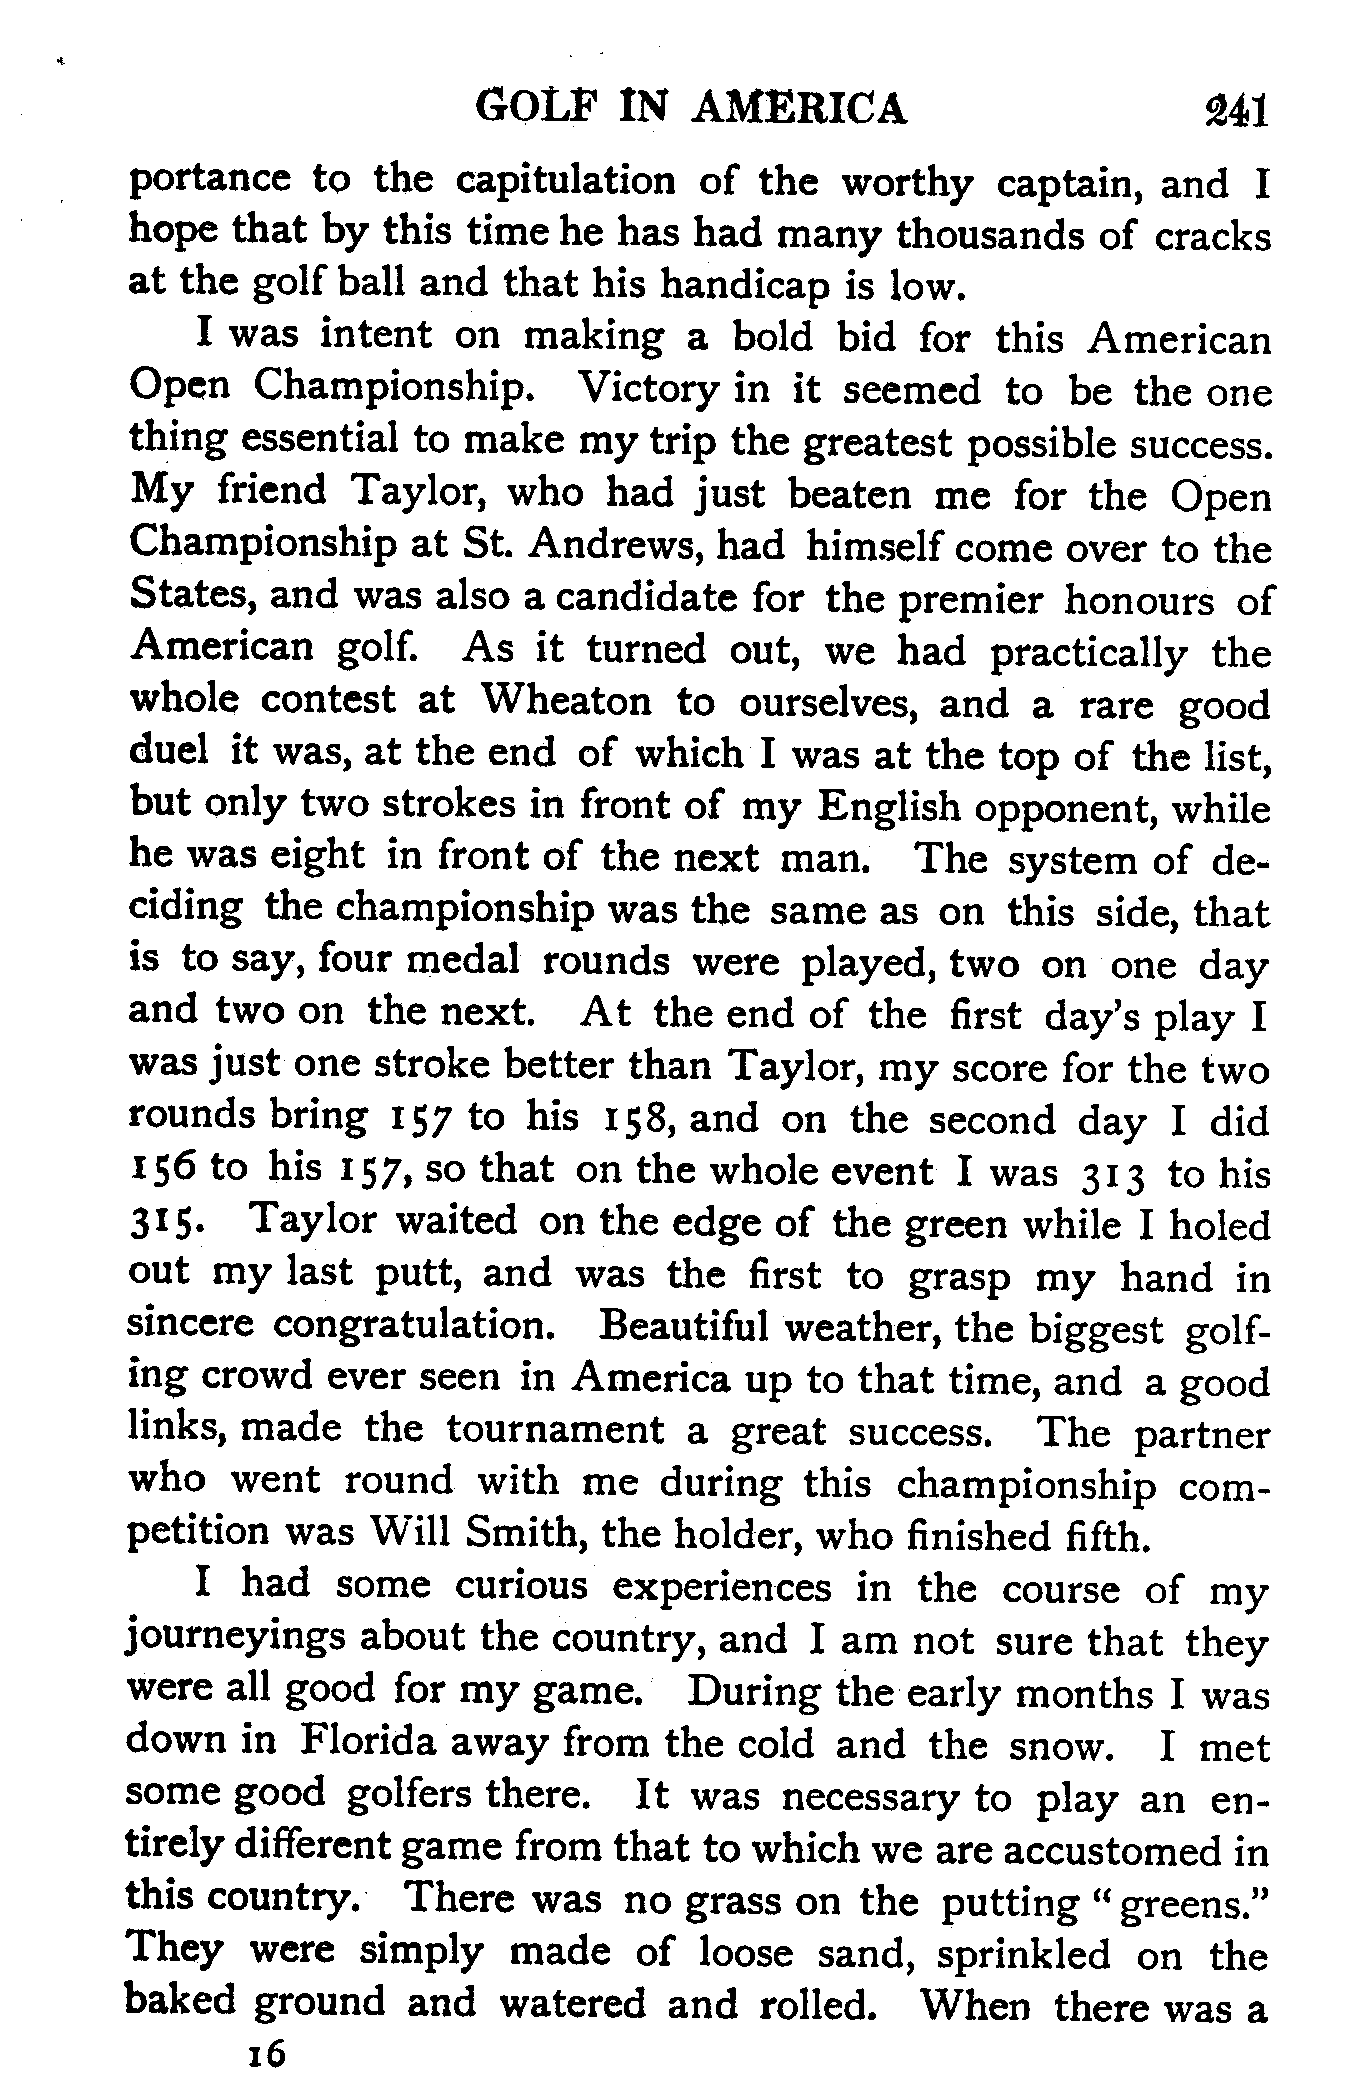 GOLF IN AMERICA 241
portance to the capitulation of the worthy captain, and I
hope that by this time he has had many thousands of cracks
at the golf ball and that his handicap is low.
I was intent on making a bold bid for this American
Open Championship. Victory in it seemed to be the one
thing essential to make my trip the greatest possible success.
My friend Taylor, who had just beaten me for the Open
Championship at St. Andrews, had himself come over to the
States, and was also a candidate for the premier honours of
American golf. As it turned out, we had practically the
whole contest at Wheaton to ourselves, and a rare good
duel it was, at the end of which I was at the top of the list,
but only two strokes in front of my English opponent, while
he was eight in front of the next man. The system of de-
ciding the championship was the same as on this side, that
is to say, four medal rounds were played, two on one day
and two on the next. At the end of the first day's play I
was just one stroke better than Taylor, my score for the two
rounds bring 157 to his 158, and on the second day I did
156 to his 157, so that on the whole event I was 313 to his
315. Taylor waited on the edge of the green while I holed
out my last putt, and was the first to grasp my hand in
sincere congratulation. Beautiful weather, the biggest golf-
ing crowd ever seen in America up to that time, and a good
links, made the tournament a great success. The partner
who went round with me during this championship com-
petition was Will Smith, the holder, who finished fifth.
I had some curious experiences in the course of my
journeyings about the country, and I am not sure that they
were all good for my game. During the early months I was
down in Florida away from the cold and the snow. I met
some good golfers there. It was necessary to play an en-
tirely different game from that to which we are accustomed in
this country. There was no grass on the putting "greens."
They were simply made of loose sand, sprinkled on the
baked ground and watered and rolled. When there was a
16